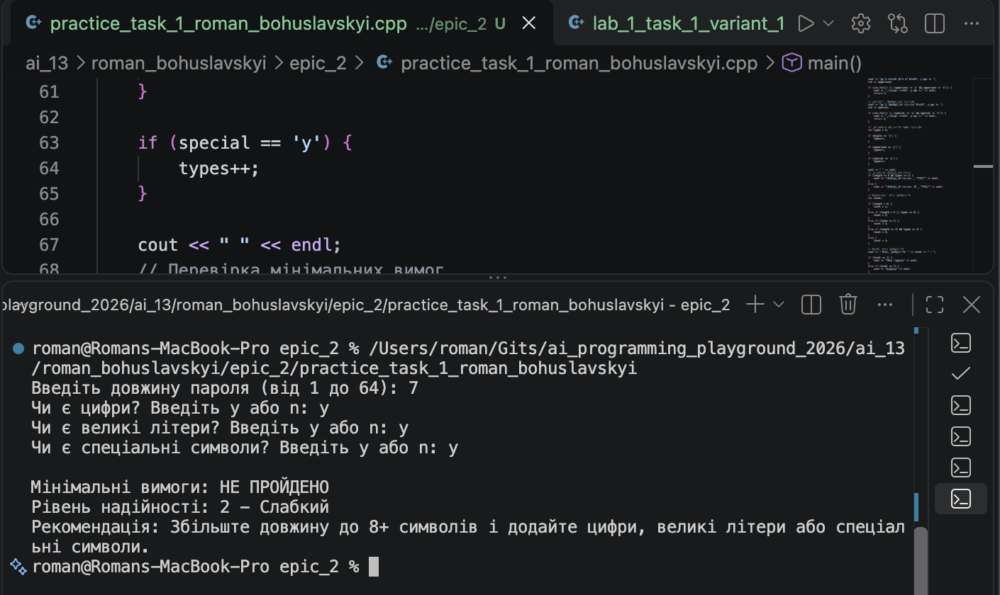 practice_task_1_roman_bohuslavskyi.cpp .../epic_2 U
lab_1_task_1_variant_1
ai_13 > roman_bohuslavskyi > epic_2 > practice_task_1_roman_bohuslavskyi.cpp > main()
61 }
62
63 if (special == 'y') {
64 types++;
65 }
66
67 cout << " " << endl;
68 // Перевірка мінімальних вимог
playground_2026/ai_13/roman_bohuslavskyi/epic_2/practice_task_1_roman_bohuslavskyi - epic_2
roman@Romans-MacBook-Pro epic_2 % /Users/roman/Gits/ai_programming_playground_2026/ai_13
/roman_bohuslavskyi/epic_2/practice_task_1_roman_bohuslavskyi
Введіть довжину пароля (від 1 до 64): 7
Чи є цифри? Введіть y або n: y
Чи є великі літери? Введіть y або n: y
Чи є спеціальні символи? Введіть y або n: y
Мінімальні вимоги: НЕ ПРОЙДЕНО
Рівень надійності: 2 – Слабкий
Рекомендація: Збільште довжину до 8+ символів і додайте цифри, великі літери або спеціал
ьні символи.
roman@Romans-MacBook-Pro epic_2 %